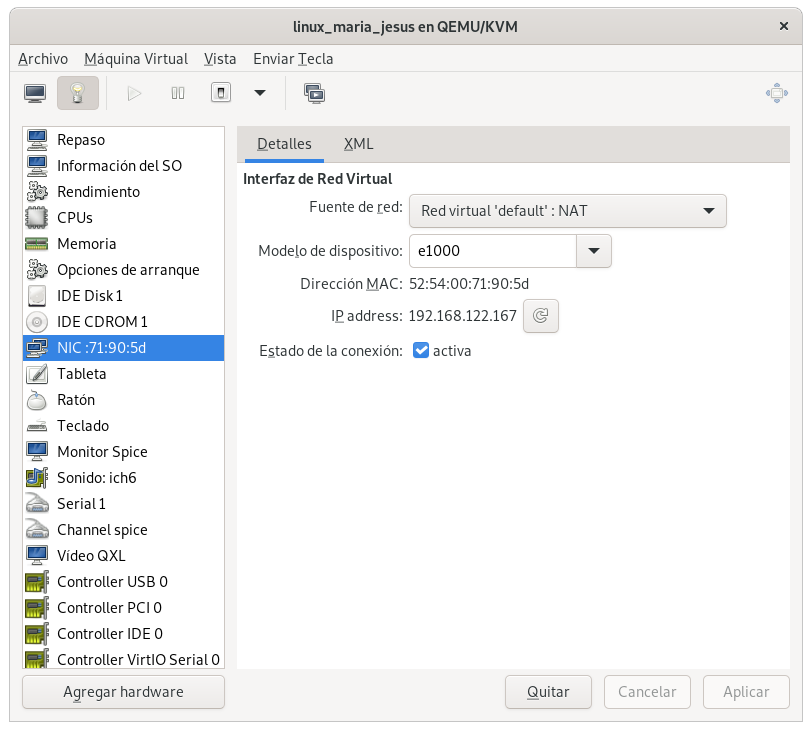 linux_maria_jesus en QEMU/KVM
Archivo Máquina Virtual Vista Enviar Tecla
Repaso
Información del SO
Rendimiento
CPUs
Memoria
Opciones de arranque
IDE Disk 1
IDE CDROM 1
NIC :71:90:5d
Tableta
Ratón
Teclado
Monitor Spice
Sonido: ich6
Serial 1
Channel spice
Vídeo QXL
Controller USB 0
Controller PCI 0
Controller IDE 0
Controller VirtIO Serial 0
Agregar hardware
Detalles XML
Interfaz de Red Virtual
Fuente de red: Red virtual 'default' : NAT
Modelo de dispositivo: e1000
Dirección MAC: 52:54:00:71:90:5d
IP address: 192.168.122.167
Estado de la conexión: activa
Quitar Cancelar Aplicar